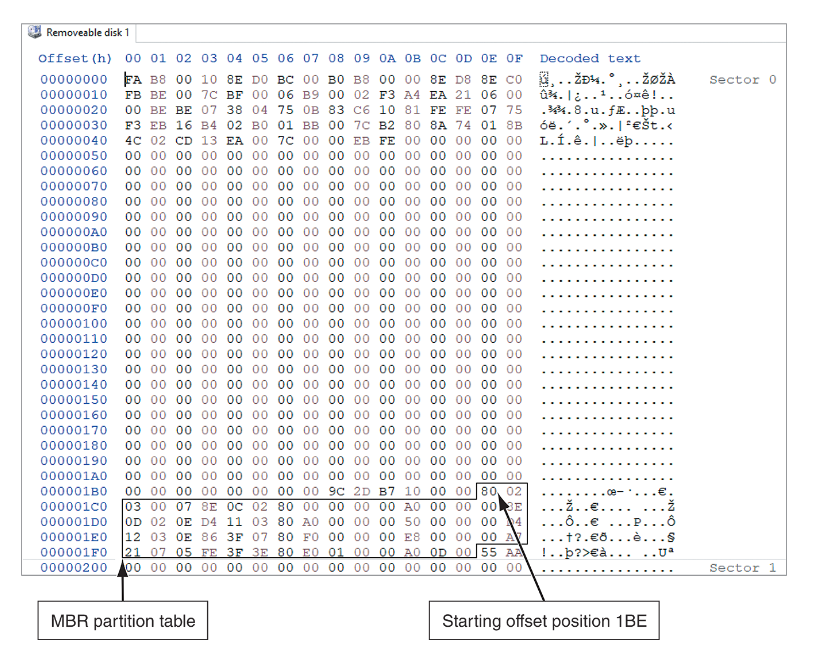 Removeable disk 1
Offset(h) 00 01 02 03 04 05 06 07 08 09 0A 0B 0C 0D 0E 0F Decoded text
00000000 FA B8 00 10 8E D0 BC 00 B0 B8 00 00 8E D8 8E C0 ú¸..ŽÐ¼.°¸..ŽØŽÀ Sector 0
00000010 FB BE 00 7C BF 00 06 B9 00 02 F3 A4 EA 21 06 00 û¾.|¿..¹..ó¤ê!..
00000020 00 BE BE 07 38 04 75 0B 83 C6 10 81 FE FE 07 75 .¾¾.8.u.ƒÆ..þþ.u
00000030 F3 EB 16 B4 02 B0 01 BB 00 7C B2 80 8A 74 01 8B óë.´.°.».|²€Št.‹
00000040 4C 02 CD 13 EA 00 7C 00 00 EB FE 00 00 00 00 00 L.Í.ê.|..ëþ.....
00000050 00 00 00 00 00 00 00 00 00 00 00 00 00 00 00 00 ................
00000060 00 00 00 00 00 00 00 00 00 00 00 00 00 00 00 00 ................
00000070 00 00 00 00 00 00 00 00 00 00 00 00 00 00 00 00 ................
00000080 00 00 00 00 00 00 00 00 00 00 00 00 00 00 00 00 ................
00000090 00 00 00 00 00 00 00 00 00 00 00 00 00 00 00 00 ................
000000A0 00 00 00 00 00 00 00 00 00 00 00 00 00 00 00 00 ................
000000B0 00 00 00 00 00 00 00 00 00 00 00 00 00 00 00 00 ................
000000C0 00 00 00 00 00 00 00 00 00 00 00 00 00 00 00 00 ................
000000D0 00 00 00 00 00 00 00 00 00 00 00 00 00 00 00 00 ................
000000E0 00 00 00 00 00 00 00 00 00 00 00 00 00 00 00 00 ................
000000F0 00 00 00 00 00 00 00 00 00 00 00 00 00 00 00 00 ................
00000100 00 00 00 00 00 00 00 00 00 00 00 00 00 00 00 00 ................
00000110 00 00 00 00 00 00 00 00 00 00 00 00 00 00 00 00 ................
00000120 00 00 00 00 00 00 00 00 00 00 00 00 00 00 00 00 ................
00000130 00 00 00 00 00 00 00 00 00 00 00 00 00 00 00 00 ................
00000140 00 00 00 00 00 00 00 00 00 00 00 00 00 00 00 00 ................
00000150 00 00 00 00 00 00 00 00 00 00 00 00 00 00 00 00 ................
00000160 00 00 00 00 00 00 00 00 00 00 00 00 00 00 00 00 ................
00000170 00 00 00 00 00 00 00 00 00 00 00 00 00 00 00 00 ................
00000180 00 00 00 00 00 00 00 00 00 00 00 00 00 00 00 00 ................
00000190 00 00 00 00 00 00 00 00 00 00 00 00 00 00 00 00 ................
000001A0 00 00 00 00 00 00 00 00 00 00 00 00 00 00 00 00 ................
000001B0 00 00 00 00 00 00 00 00 9C 2D B7 10 00 00 80 02 ........œ-·...€.
000001C0 03 00 07 8E 0C 02 80 00 00 00 00 A0 00 00 00 8E ...Ž..€.... ...Ž
000001D0 0D 02 0E D4 11 03 80 A0 00 00 00 50 00 00 00 D4 ...Ô..€ ...P...Ô
000001E0 12 03 0E 86 3F 07 80 F0 00 00 00 E8 00 00 00 A7 ...†?.€ð...è...§
000001F0 21 07 05 FE 3F 3E 80 E0 01 00 00 A0 0D 00 55 AA !..þ?>€à... ..Uª
00000200 00 00 00 00 00 00 00 00 00 00 00 00 00 00 00 00 ................ Sector 1
MBR partition table
Starting offset position 1BE